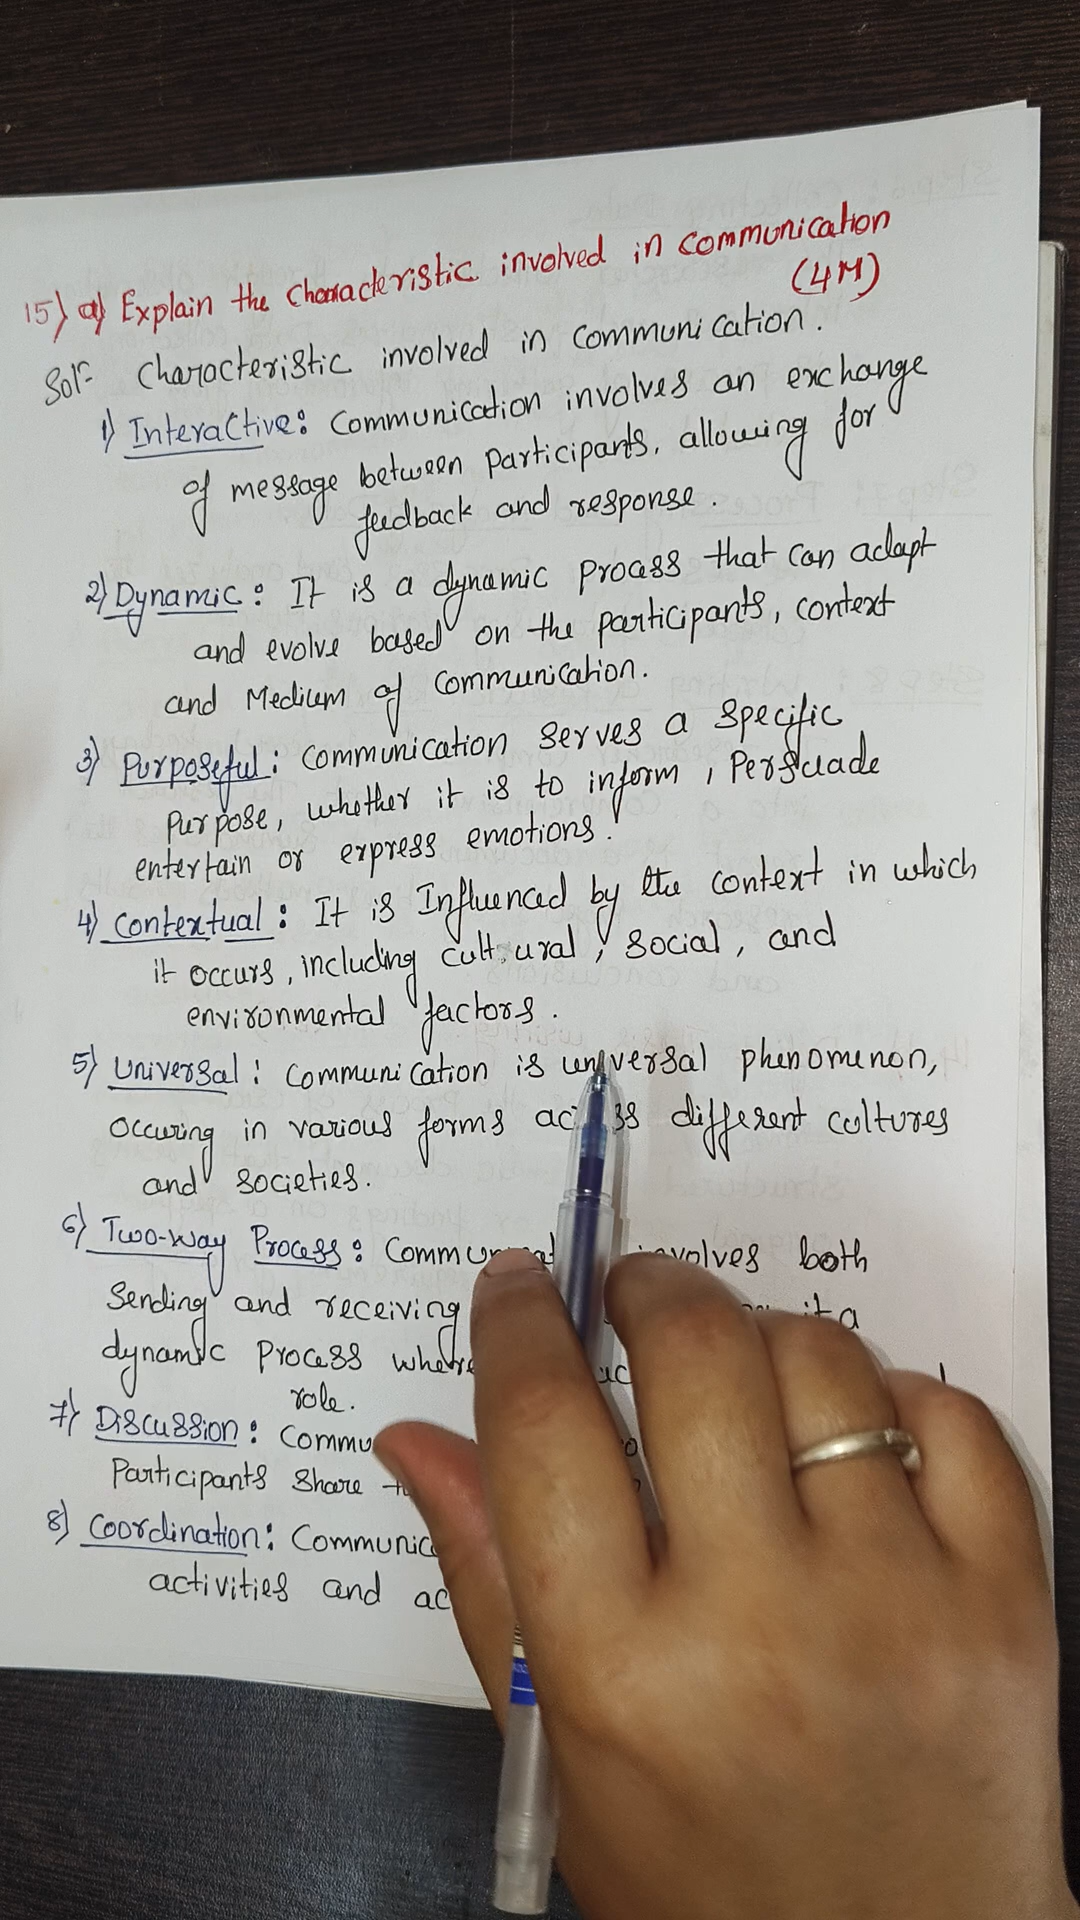 15) a) Explain the characteristic involved in communication
(4M)
Sol:- Characteristic involved in communication.
1) Interactive: Communication involves an exchange
of message between participants, allowing for
feedback and response.
2) Dynamic: It is a dynamic process that can adapt
and evolve based on the participants, context
and Medium of Communication.
3) Purposeful: Communication serves a specific
Purpose, whether it is to inform, Persuade
entertain or express emotions.
4) Contextual: It is Influenced by the context in which
it occurs, including cultural, social, and
environmental factors.
5) Universal: Communication is universal phenomenon,
Occuring in various forms different cultures
and societies.
6) Two-way Process: both
Sending and receiving it a
dynamic Process
role.
7) Discussion:
Participants share
8) Coordination:
activities and